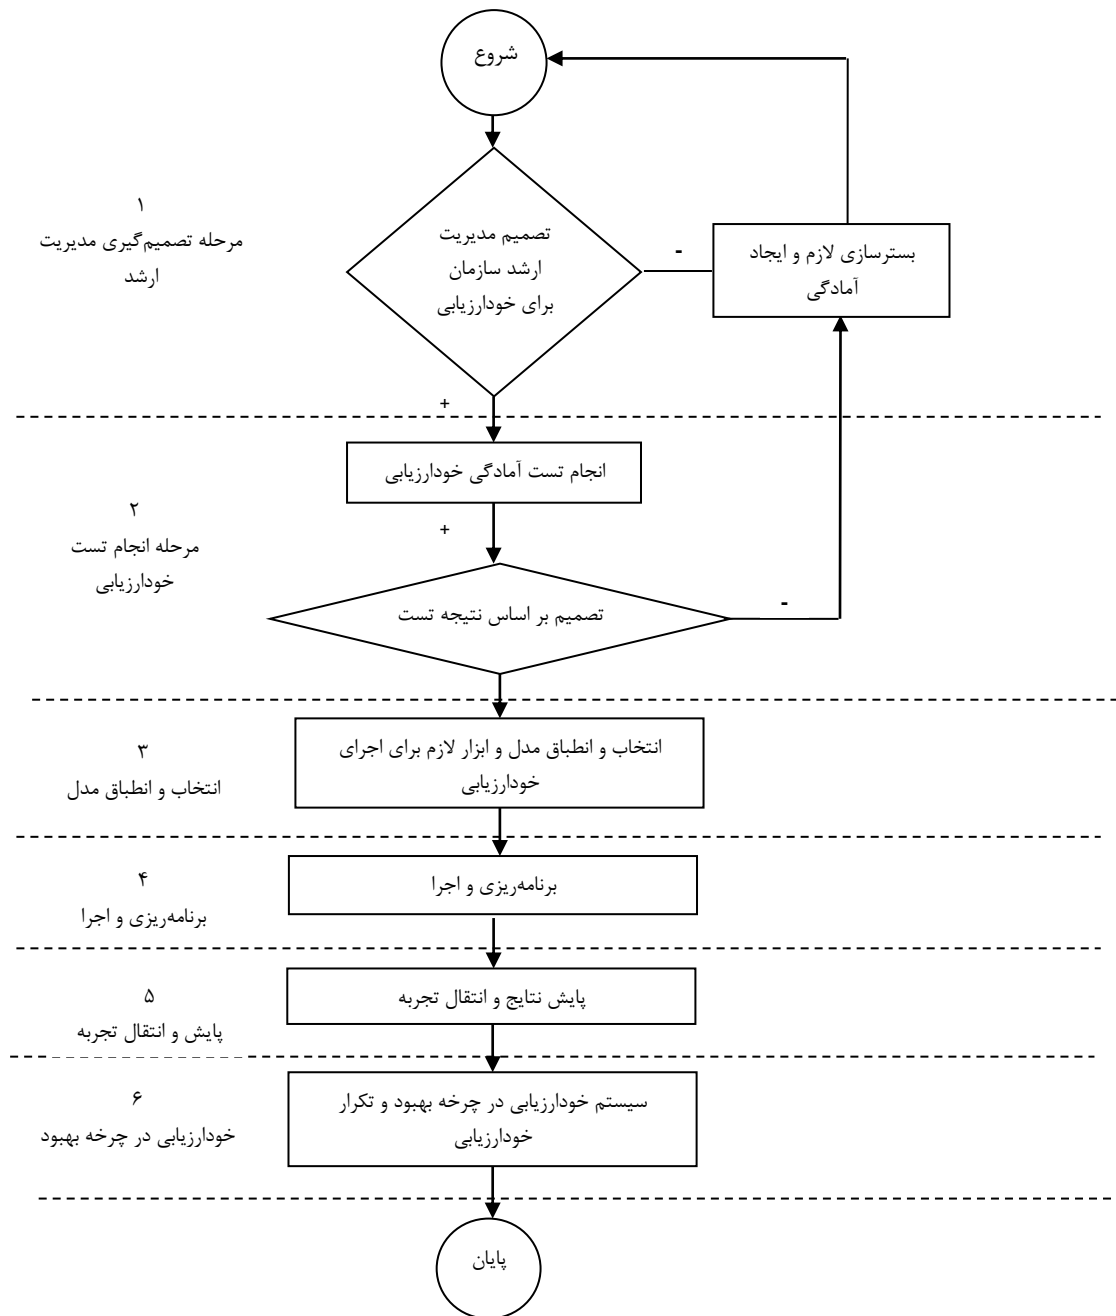 شروع
۱
مرحله تصمیم‌گیری مدیریت
ارشد
تصمیم مدیریت
ارشد سازمان
برای خودارزیابی
-
بسترسازی لازم و ایجاد
آمادگی
+
انجام تست آمادگی خودارزیابی
۲
مرحله انجام تست
خودارزیابی
+
تصمیم بر اساس نتیجه تست
-
۳
انتخاب و انطباق مدل
انتخاب و انطباق مدل و ابزار لازم برای اجرای
خودارزیابی
۴
برنامه‌ریزی و اجرا
برنامه‌ریزی و اجرا
۵
پایش و انتقال تجربه
پایش نتایج و انتقال تجربه
۶
خودارزیابی در چرخه بهبود
سیستم خودارزیابی در چرخه بهبود و تکرار
خودارزیابی
پایان